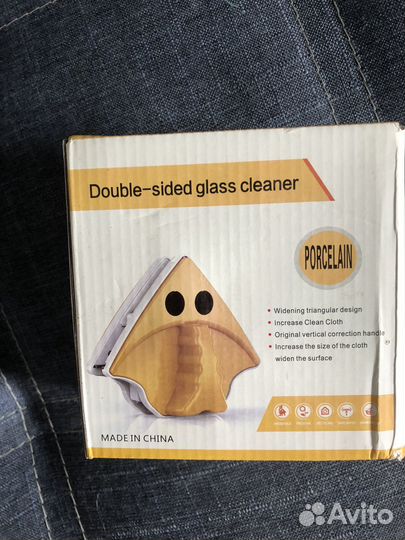 Double-sided glass cleaner
PORCELAIN
Widening triangular design
Increase Clean Cloth
Original vertical correction handle
Increase the size of the cloth
widen the surface
MADE IN CHINA
Avito